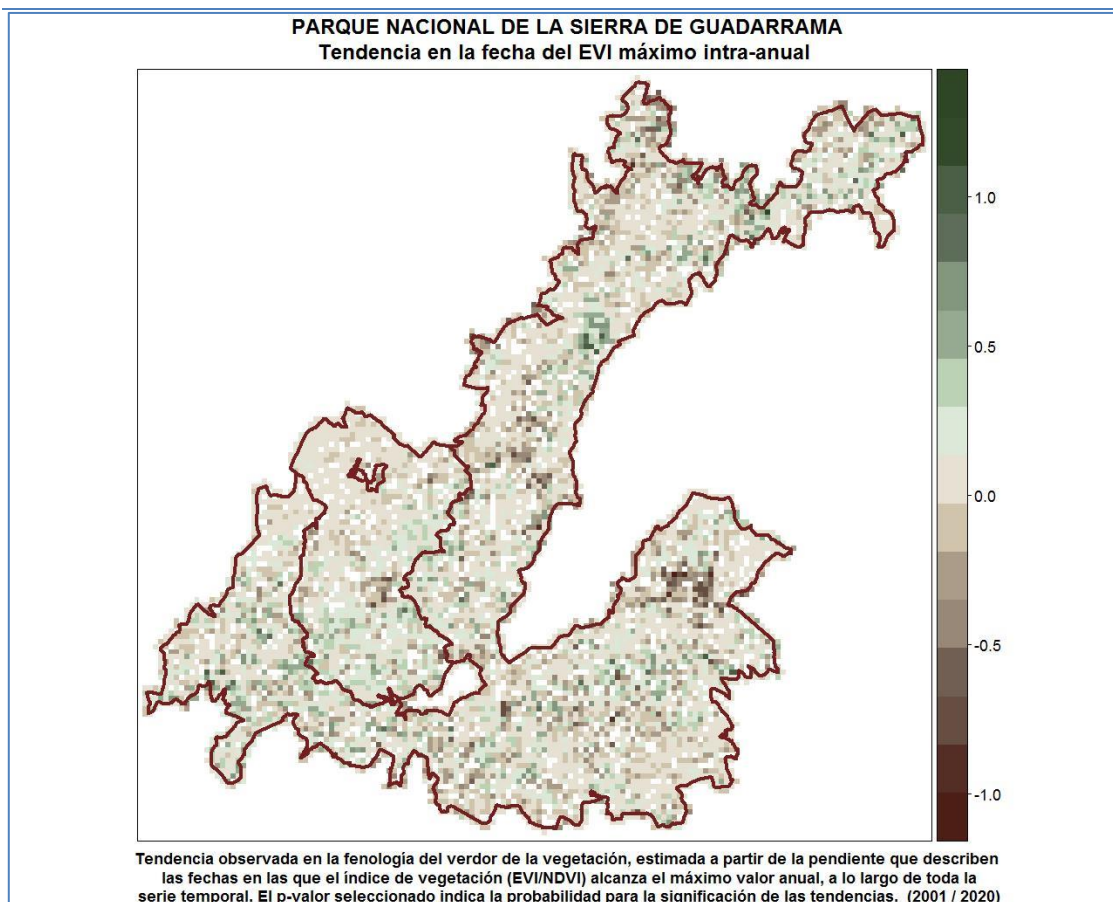 PARQUE NACIONAL DE LA SIERRA DE GUADARRAMA
Tendencia en la fecha del EVI máximo intra-anual
1.0
0.5
0.0
-0.5
-1.0
Tendencia observada en la fenología del verdor de la vegetación, estimada a partir de la pendiente que describen
las fechas en las que el índice de vegetación (EVI/NDVI) alcanza el máximo valor anual, a lo largo de toda la
serie temporal. El p-valor seleccionado indica la probabilidad para la significación de las tendencias. (2001 / 2020)